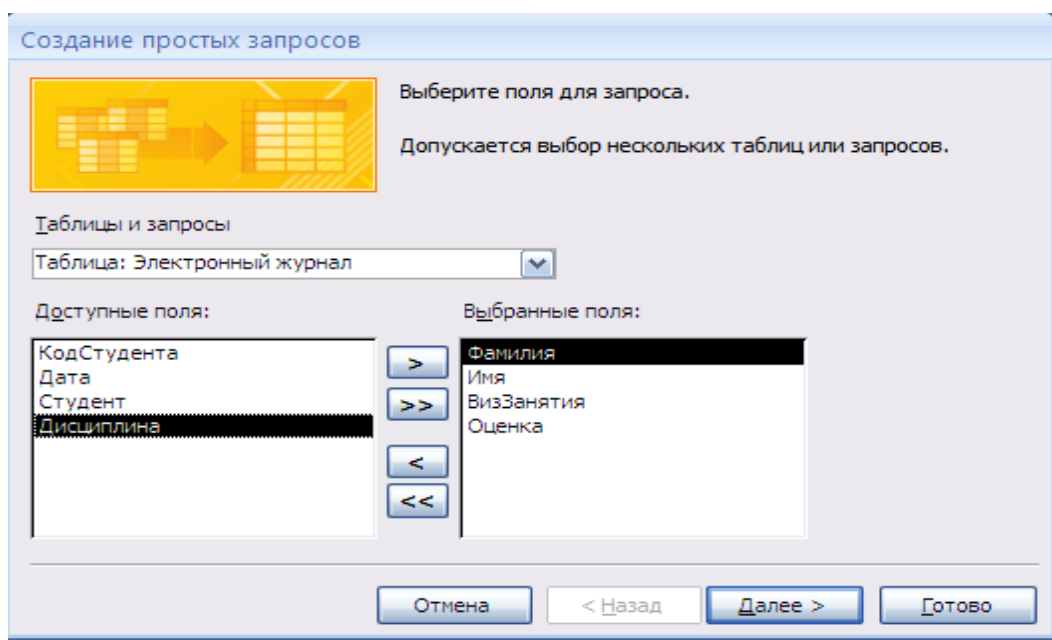 Создание простых запросов
Выберите поля для запроса.
Допускается выбор нескольких таблиц или запросов.
Таблицы и запросы
Таблица: Электронный журнал
Доступные поля:
КодСтудента
Дата
Студент
Дисциплина
>
>>
<
<<
Выбранные поля:
Фамилия
Имя
ВизЗанятия
Оценка
Отмена
< Назад
Далее >
Готово